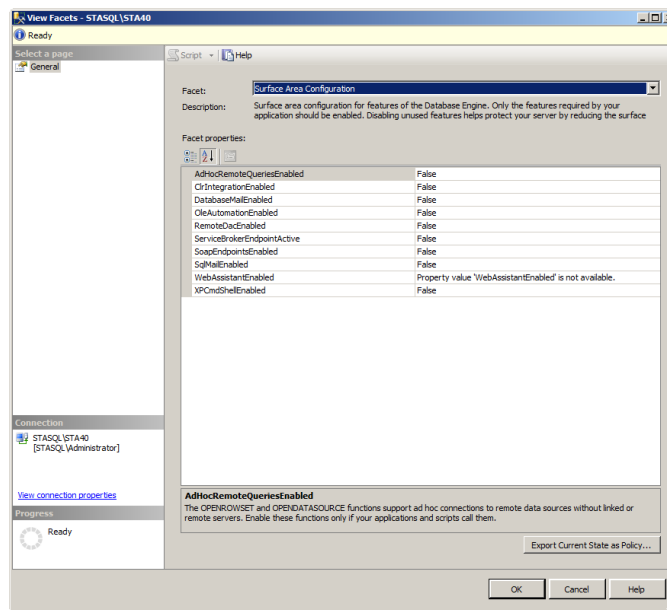 View Facets - STASQL\STA40
Ready
Select a page
General
Script
Help
Facet:
Surface Area Configuration
Description:
Surface area configuration for features of the Database Engine. Only the features required by your
application should be enabled. Disabling unused features helps protect your server by reducing the surface
Facet properties:
AdHocRemoteQueriesEnabled False
ClrIntegrationEnabled False
DatabaseMailEnabled False
OleAutomationEnabled False
RemoteDacEnabled False
ServiceBrokerEndpointActive False
SoapEndpointsEnabled False
SqlMailEnabled False
WebAssistantEnabled Property value 'WebAssistantEnabled' is not available.
XPCmdShellEnabled False
Connection
STASQL\STA40
[STASQL\Administrator]
View connection properties
Progress
Ready
AdHocRemoteQueriesEnabled
The OPENROWSET and OPENDATASOURCE functions support ad hoc connections to remote data sources without linked or
remote servers. Enable these functions only if your applications and scripts call them.
Export Current State as Policy...
OK
Cancel
Help